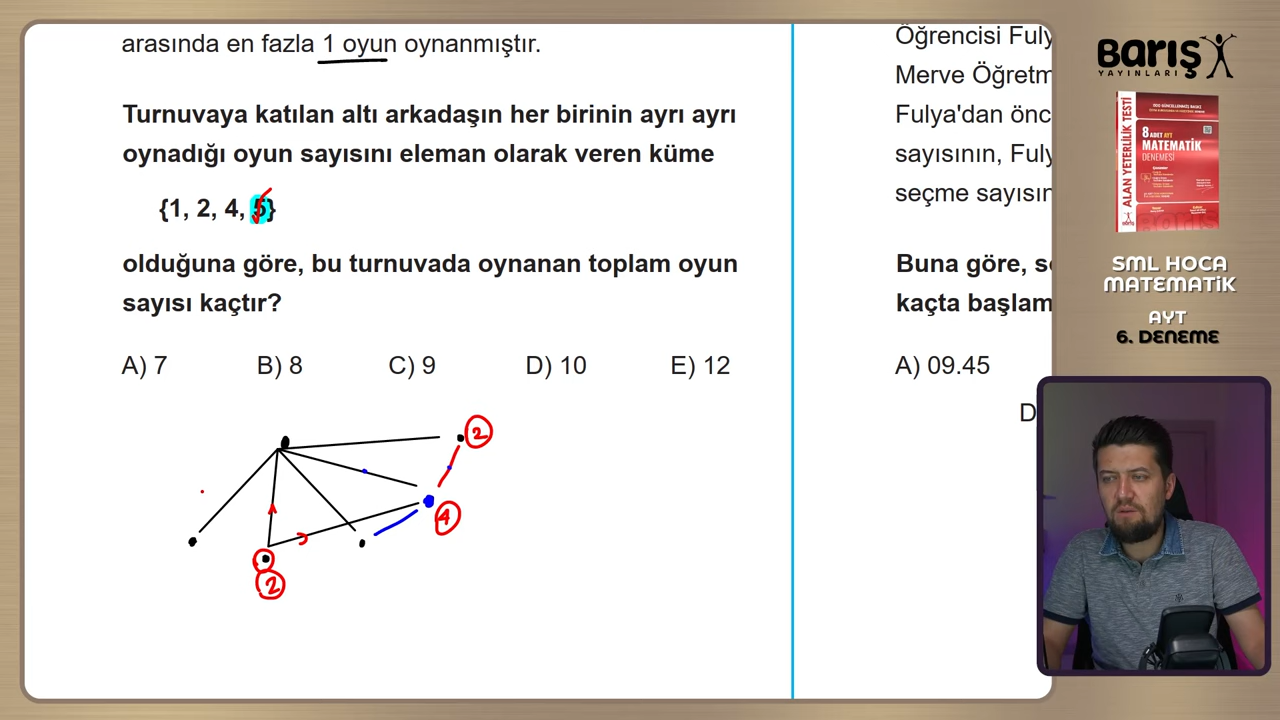 arasında en fazla 1 oyun oynanmıştır.
Turnuvaya katılan altı arkadaşın her birinin ayrı ayrı
oynadığı oyun sayısını eleman olarak veren küme
{1, 2, 4, 5}
olduğuna göre, bu turnuvada oynanan toplam oyun
sayısı kaçtır?
A) 7 B) 8 C) 9 D) 10 E) 12
2
4
2
Öğrencisi Fuly
Merve Öğretm
Fulya'dan önc
sayısının, Fuly
seçme sayısın
Buna göre, s
kaçta başlam
A) 09.45
D
Barış
YAYINLARI
ALAN YETERLİLİK TESTİ
8 ADET AYT
MATEMATİK
DENEMESİ
Barış
SML HOCA
MATEMATİK
AYT
6. DENEME